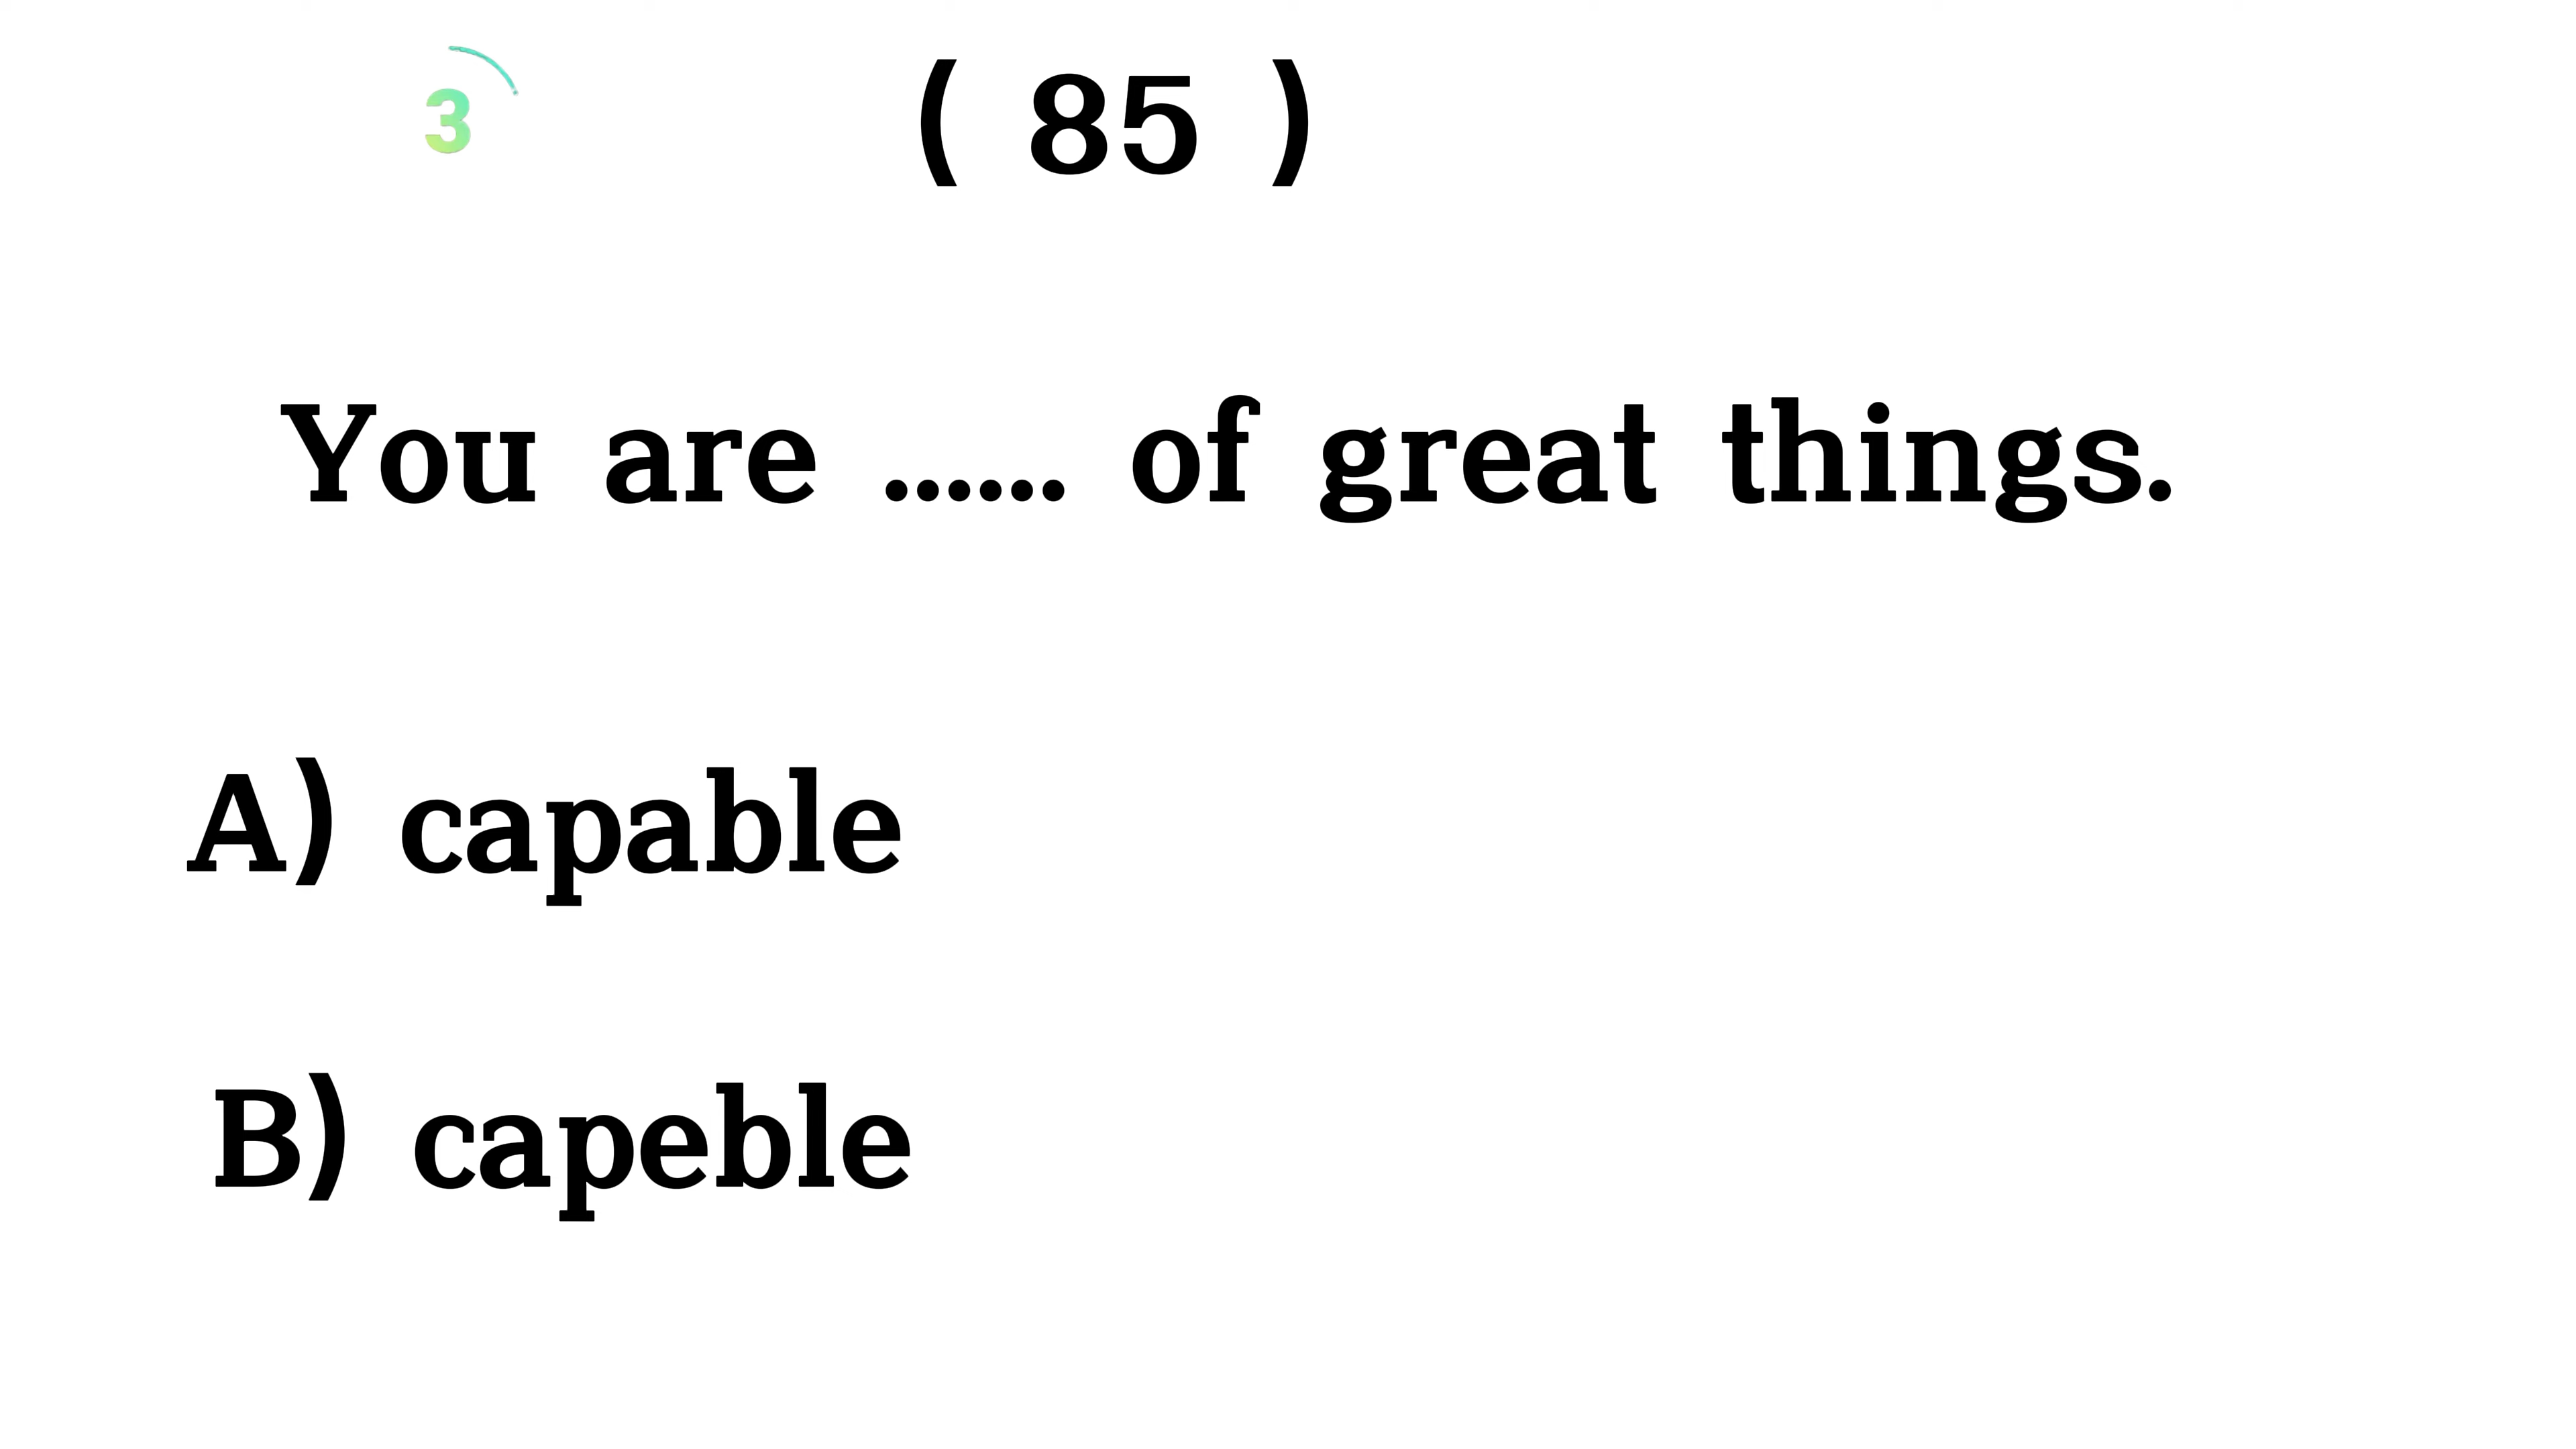 3
( 85 )
You are ...... of great things.
A) capable
B) capeble